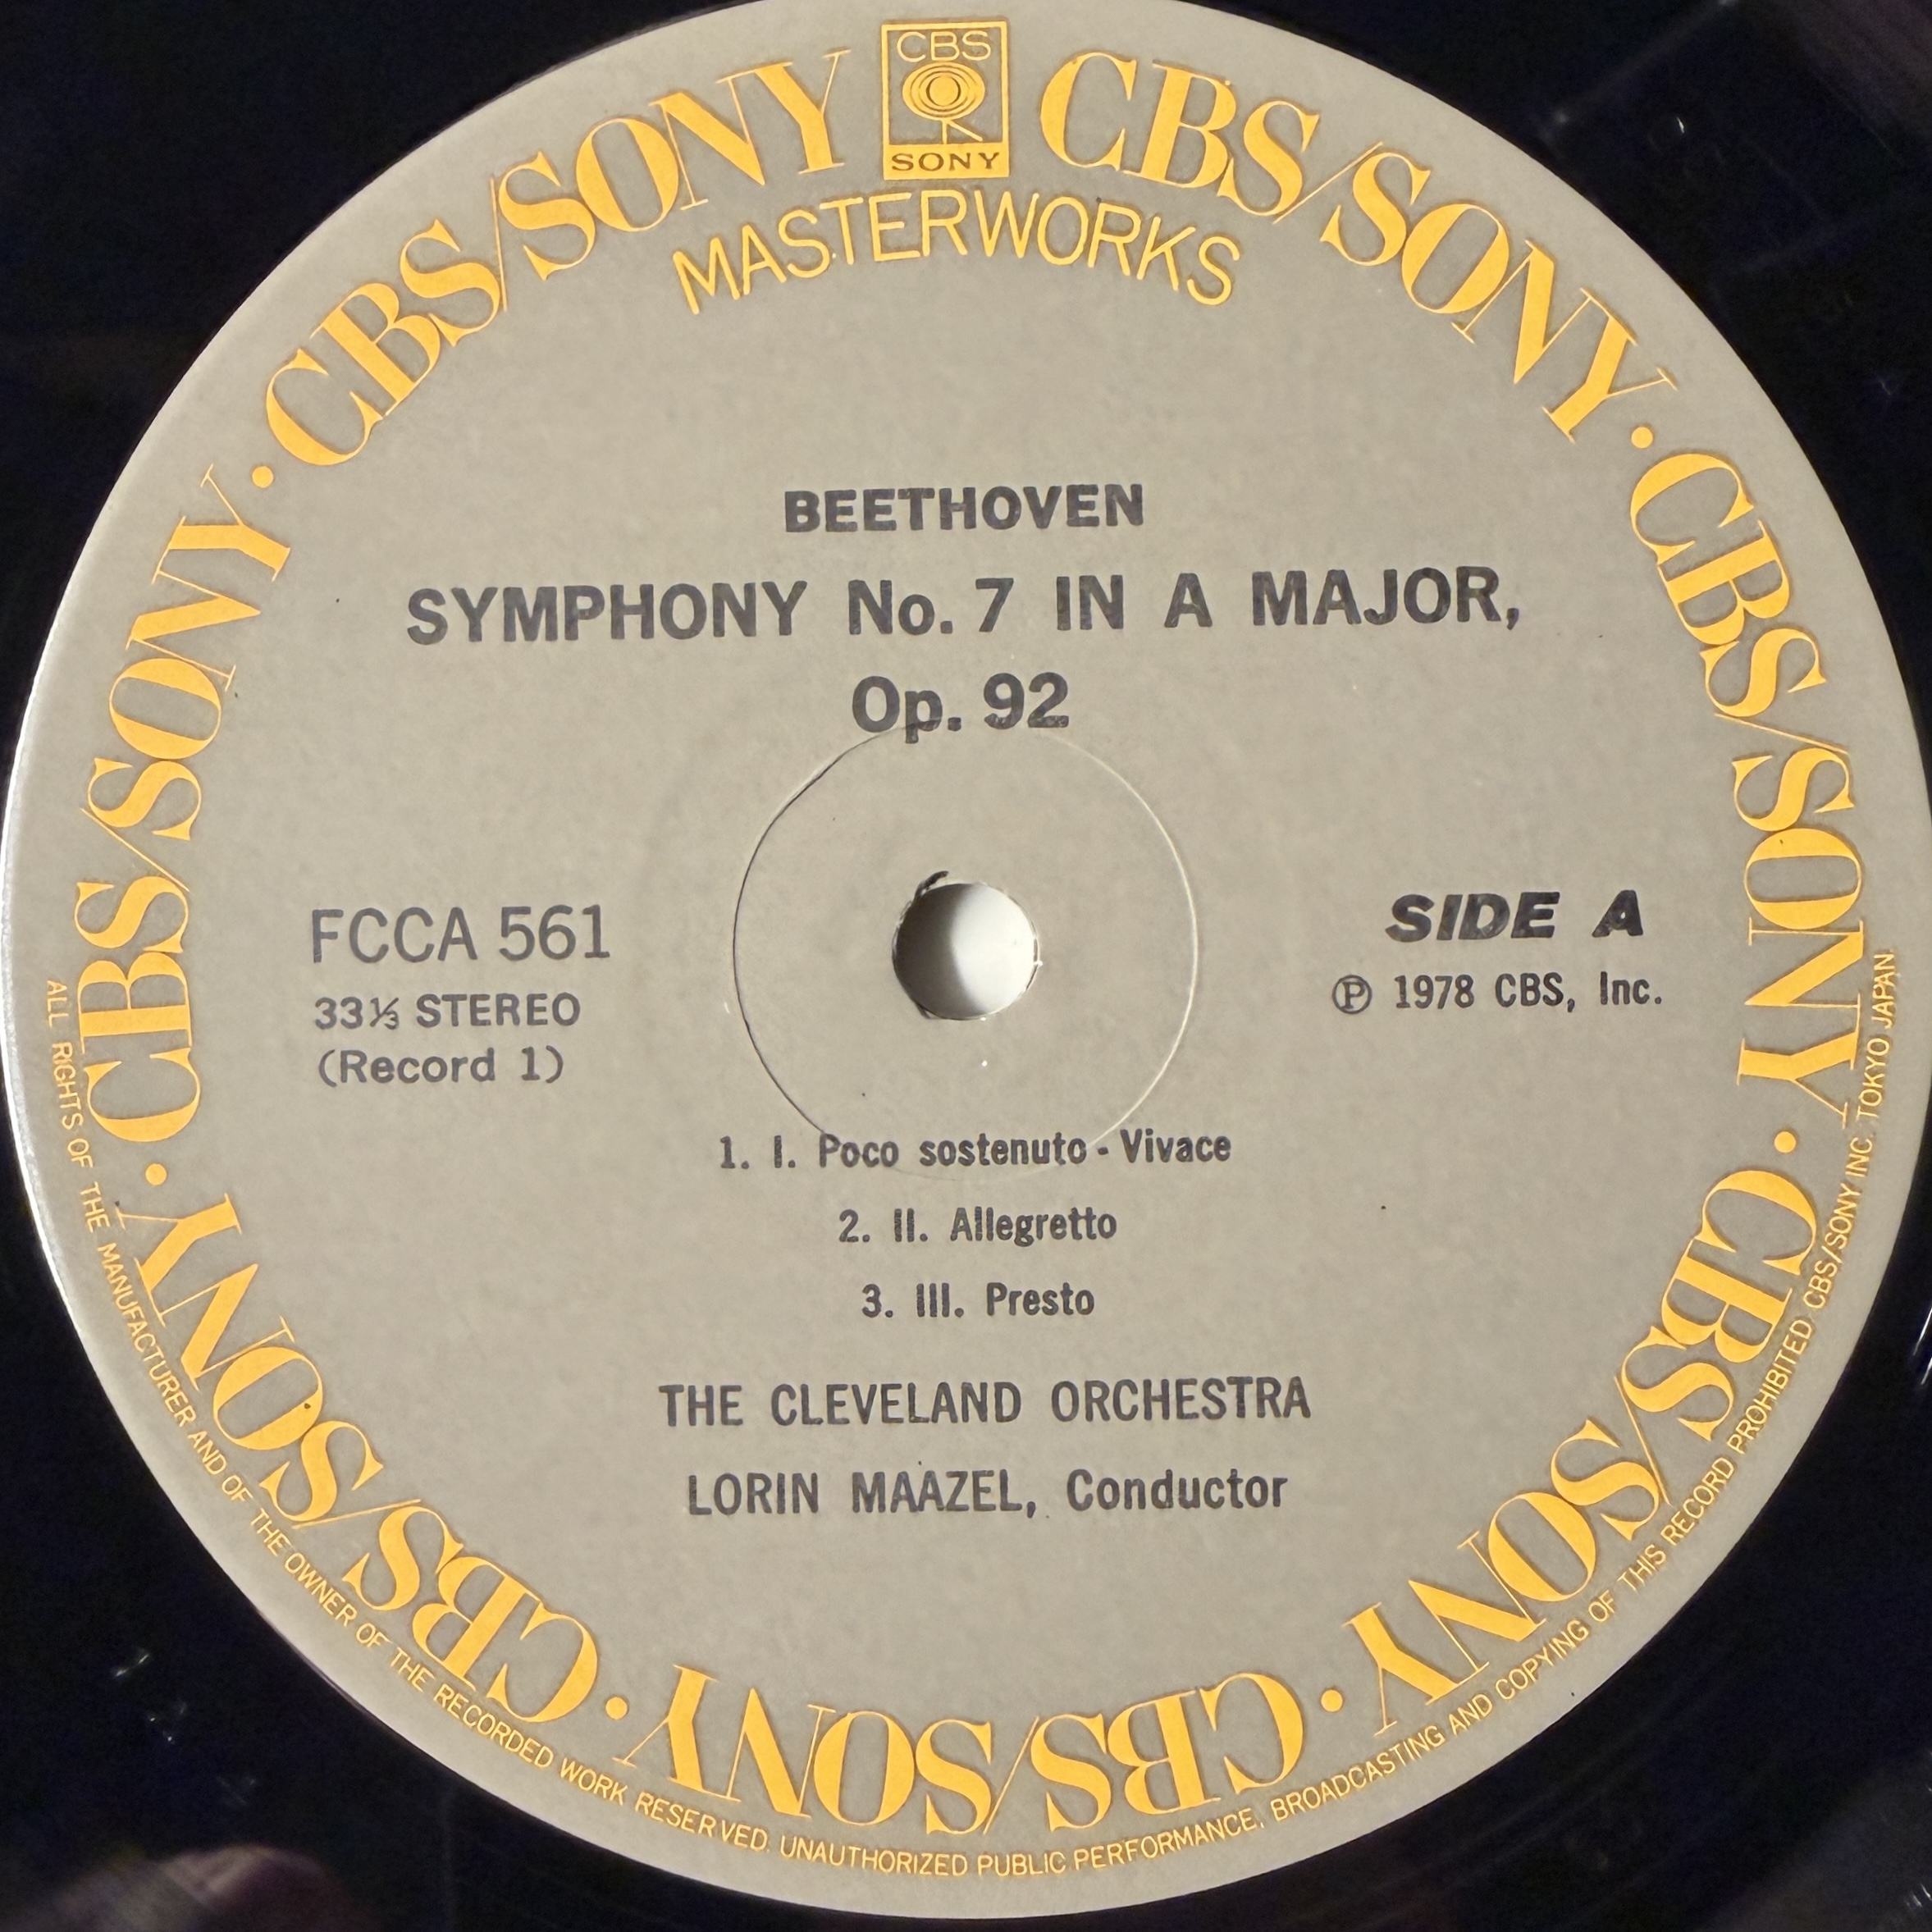 CBS
SONY
CBS/SONY · CBS/SONY · CBS/SONY · CBS/SONY · CBS/SONY · CBS/SONY · CBS/SONY · CBS/SONY
MASTERWORKS
BEETHOVEN
SYMPHONY No. 7 IN A MAJOR,
Op. 92
FCCA 561
33⅓ STEREO
(Record 1)
SIDE A
Ⓟ 1978 CBS, Inc.
1. I. Poco sostenuto - Vivace
2. II. Allegretto
3. III. Presto
THE CLEVELAND ORCHESTRA
LORIN MAAZEL, Conductor
ALL RIGHTS OF THE MANUFACTURER AND OF THE OWNER OF THE RECORDED WORK RESERVED. UNAUTHORIZED PUBLIC PERFORMANCE, BROADCASTING AND COPYING OF THIS RECORD PROHIBITED CBS/SONY INC. TOKYO JAPAN